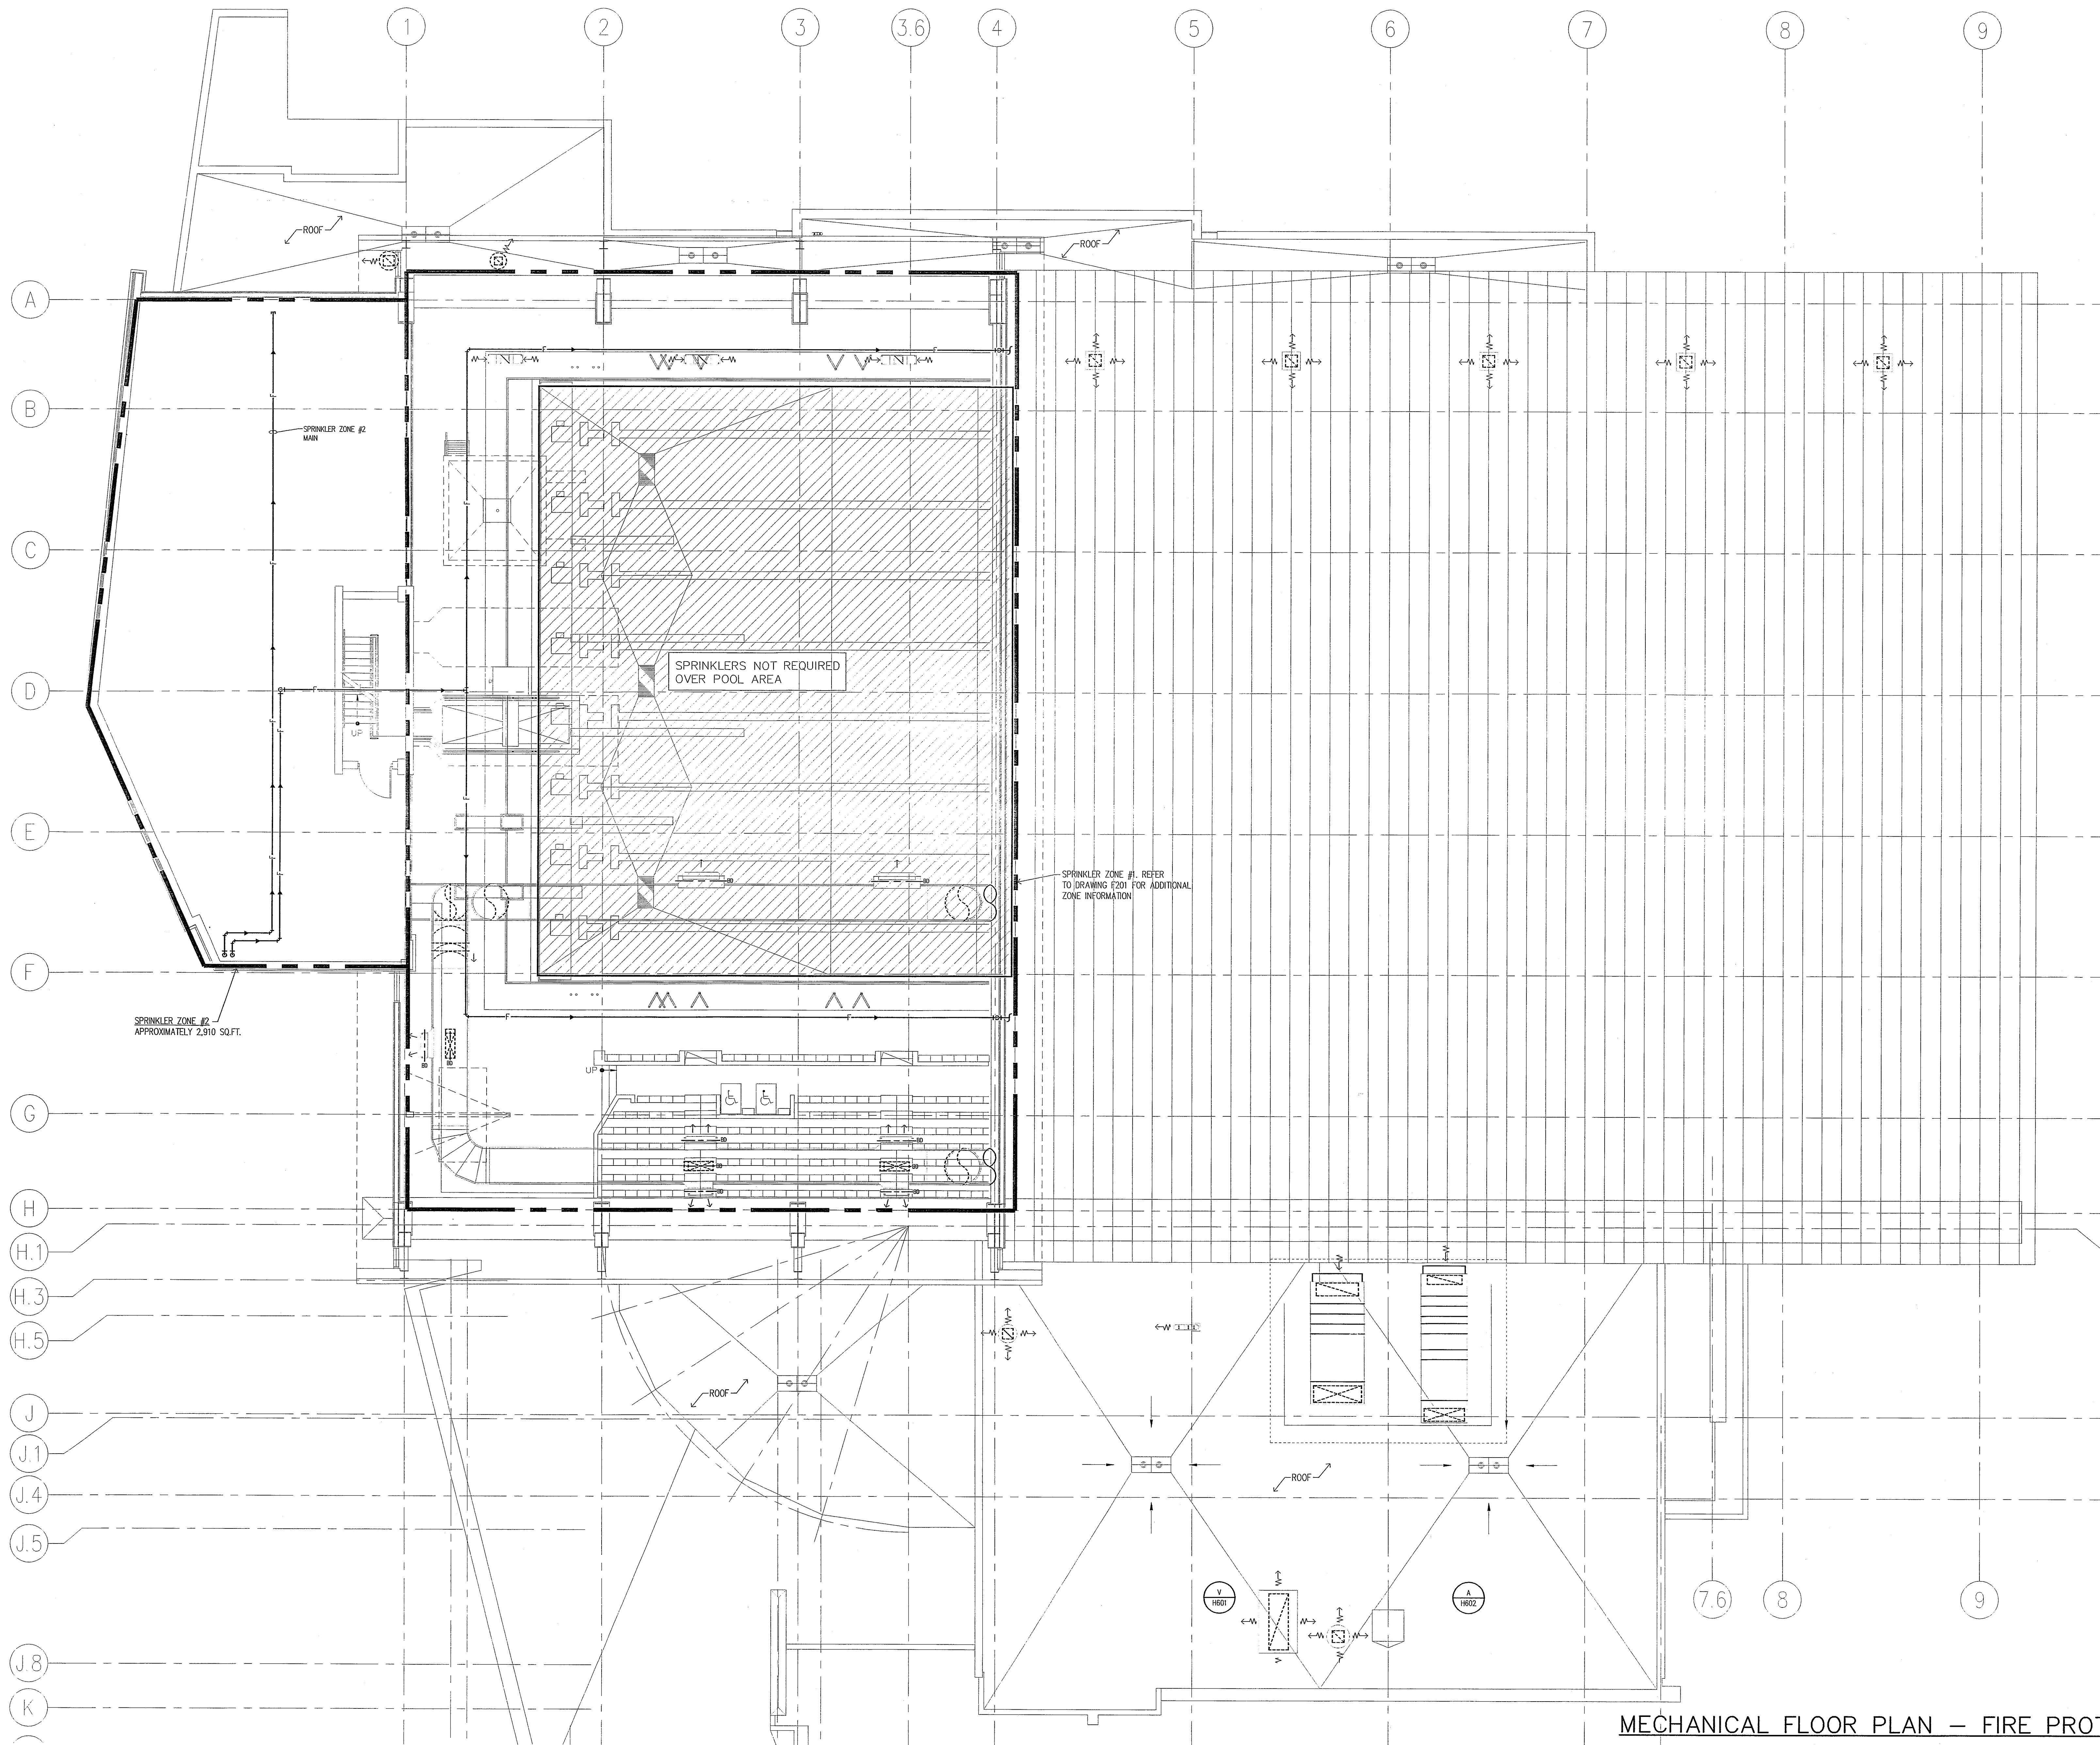 1
2
3
3.6
4
5
6
7
8
9
ROOF
ROOF
A
B
SPRINKLER ZONE #2
MAIN
C
SPRINKLERS NOT REQUIRED
OVER POOL AREA
D
UP
E
SPRINKLER ZONE #1. REFER
TO DRAWING F201 FOR ADDITIONAL
ZONE INFORMATION
F
SPRINKLER ZONE #2
APPROXIMATELY 2,910 SQ.FT.
UP
G
H
H.1
H.3
H.5
ROOF
J
J.1
ROOF
J.4
J.5
V
H601
A
H602
7.6
8
9
J.8
K
MECHANICAL FLOOR PLAN – FIRE PROT